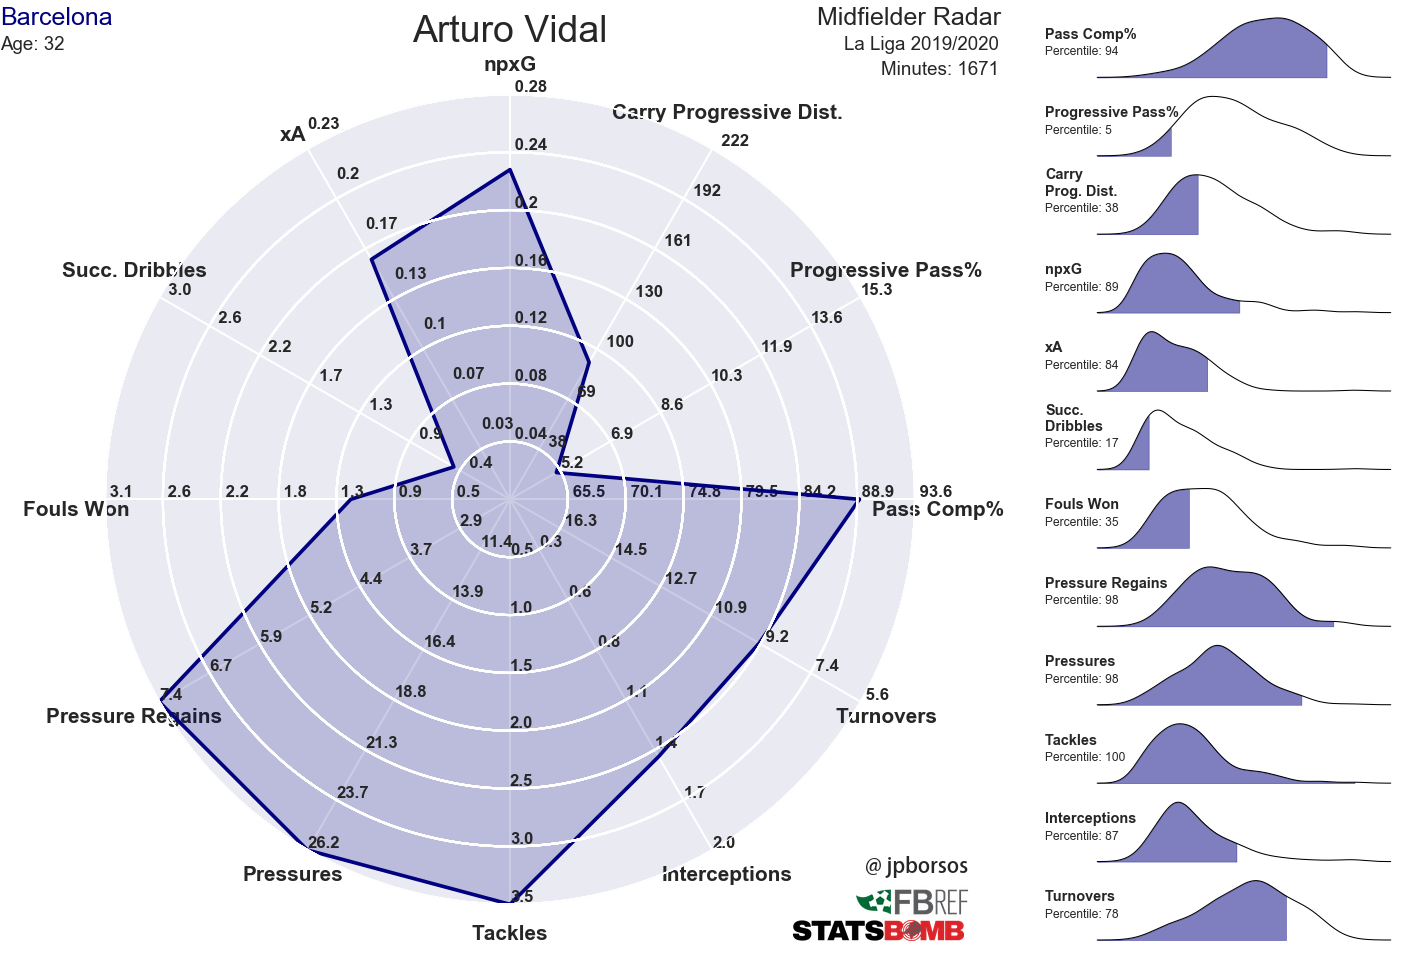 Barcelona
Age: 32
Arturo Vidal
Midfielder Radar
La Liga 2019/2020
Minutes: 1671
npxG
0.28
0.24
0.2
0.16
0.12
0.08
0.04
Carry Progressive Dist.
222
192
161
130
100
69
38
Progressive Pass%
15.3
13.6
11.9
10.3
8.6
6.9
5.2
Pass Comp%
65.5
70.1
74.8
79.5
84.2
88.9
93.6
Turnovers
16.3
14.5
12.7
10.9
9.2
7.4
5.6
Interceptions
0.3
0.6
0.8
1.1
1.4
1.7
2.0
Tackles
0.5
1.0
1.5
2.0
2.5
3.0
3.5
Pressures
11.4
13.9
16.4
18.8
21.3
23.7
26.2
Pressure Regains
2.9
3.7
4.4
5.2
5.9
6.7
7.4
Fouls Won
3.1
2.6
2.2
1.8
1.3
0.9
0.5
Succ. Dribbles
3.0
2.6
2.2
1.7
1.3
0.9
0.4
xA
0.23
0.2
0.17
0.13
0.1
0.07
0.03
@ jpborsos
FBREF
STATSBOMB
Pass Comp%
Percentile: 94
Progressive Pass%
Percentile: 5
Carry
Prog. Dist.
Percentile: 38
npxG
Percentile: 89
xA
Percentile: 84
Succ.
Dribbles
Percentile: 17
Fouls Won
Percentile: 35
Pressure Regains
Percentile: 98
Pressures
Percentile: 98
Tackles
Percentile: 100
Interceptions
Percentile: 87
Turnovers
Percentile: 78